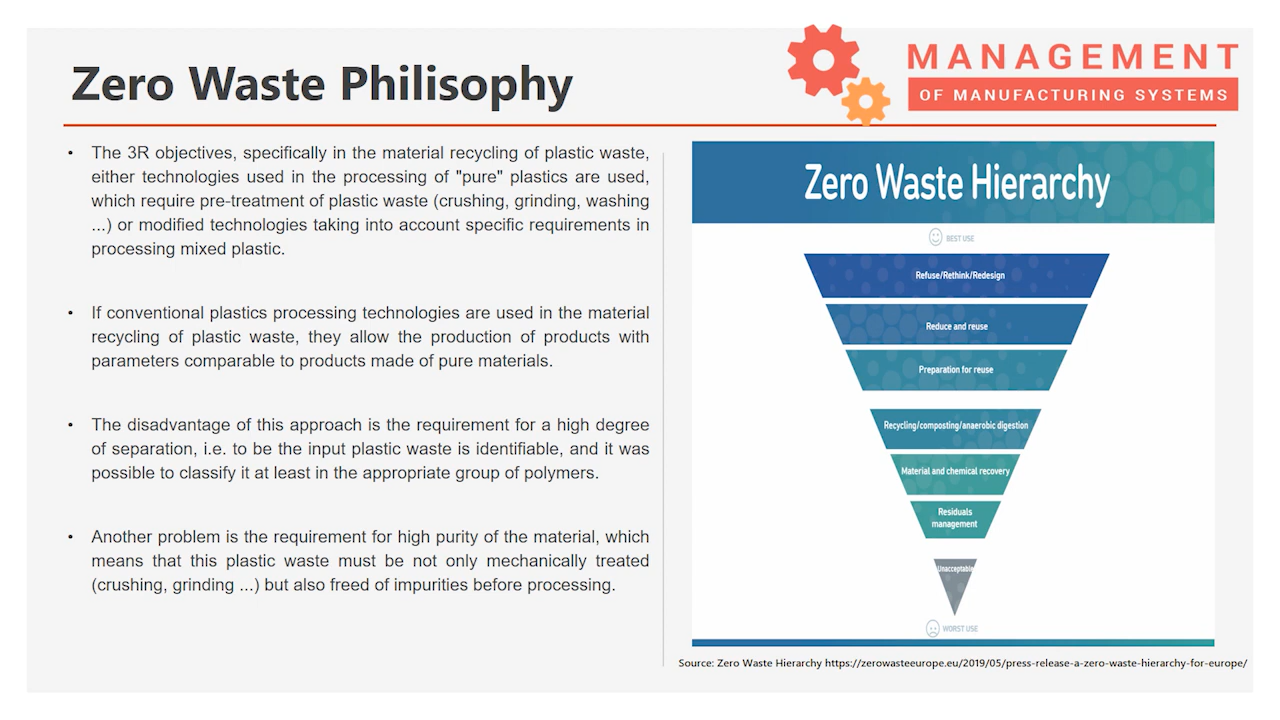 Zero Waste Philisophy
MANAGEMENT
OF MANUFACTURING SYSTEMS
• The 3R objectives, specifically in the material recycling of plastic waste,
either technologies used in the processing of "pure" plastics are used,
which require pre-treatment of plastic waste (crushing, grinding, washing
...) or modified technologies taking into account specific requirements in
processing mixed plastic.
• If conventional plastics processing technologies are used in the material
recycling of plastic waste, they allow the production of products with
parameters comparable to products made of pure materials.
• The disadvantage of this approach is the requirement for a high degree
of separation, i.e. to be the input plastic waste is identifiable, and it was
possible to classify it at least in the appropriate group of polymers.
• Another problem is the requirement for high purity of the material, which
means that this plastic waste must be not only mechanically treated
(crushing, grinding ...) but also freed of impurities before processing.
Zero Waste Hierarchy
BEST USE
Refuse/Rethink/Redesign
Reduce and reuse
Preparation for reuse
Recycling/composting/anaerobic digestion
Material and chemical recovery
Residuals
management
Unacceptable
WORST USE
Source: Zero Waste Hierarchy https://zerowasteeurope.eu/2019/05/press-release-a-zero-waste-hierarchy-for-europe/